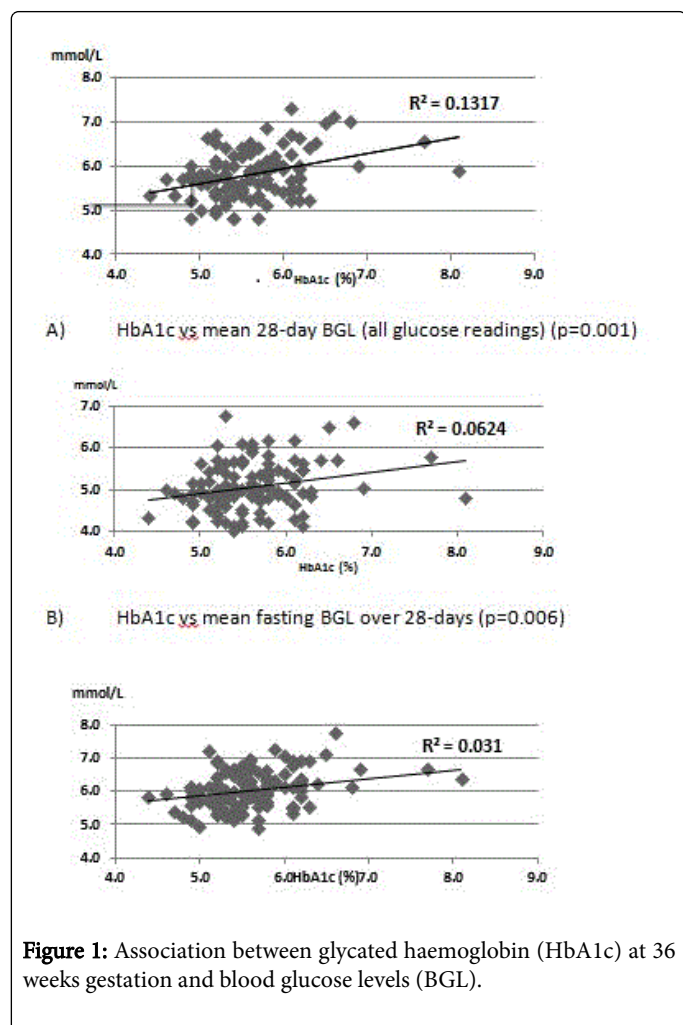 mmol/L
8.0
R² = 0.1317
7.0
6.0
5.0
4.0
4.0 5.0 6.0 HbA1c (%) 7.0 8.0 9.0
A) HbA1c vs mean 28-day BGL (all glucose readings) (p=0.001)
mmol/L
7.0
R² = 0.0624
6.0
5.0
4.0
4.0 5.0 6.0 7.0 8.0 9.0
HbA1c (%)
B) HbA1c vs mean fasting BGL over 28-days (p=0.006)
mmol/L
8.0
R² = 0.031
7.0
6.0
5.0
4.0
4.0 5.0 6.0 HbA1c (%) 7.0 8.0 9.0
Figure 1: Association between glycated haemoglobin (HbA1c) at 36
weeks gestation and blood glucose levels (BGL).